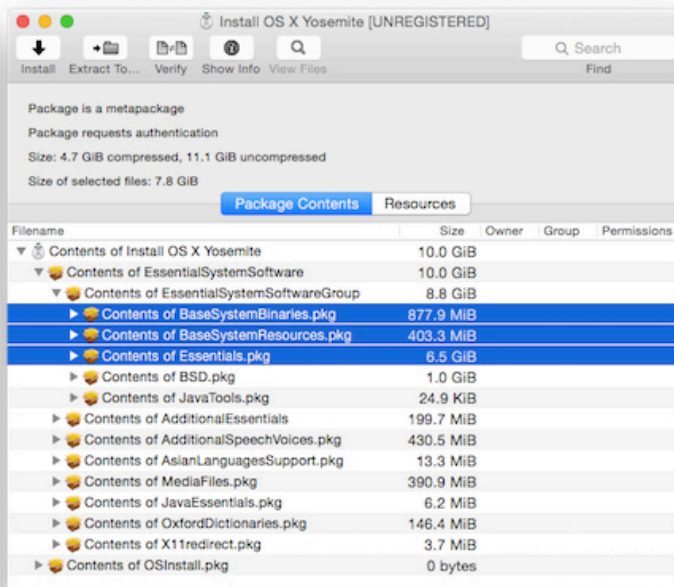 Install OS X Yosemite [UNREGISTERED]
Install Extract To... Verify Show Info View Files Search
Find
Package is a metapackage
Package requests authentication
Size: 4.7 GiB compressed, 11.1 GiB uncompressed
Size of selected files: 7.8 GiB
Package Contents Resources
Filename Size Owner Group Permissions
Contents of Install OS X Yosemite 10.0 GiB
Contents of EssentialSystemSoftware 10.0 GiB
Contents of EssentialSystemSoftwareGroup 8.8 GiB
Contents of BaseSystemBinaries.pkg 877.9 MiB
Contents of BaseSystemResources.pkg 403.3 MiB
Contents of Essentials.pkg 6.5 GiB
Contents of BSD.pkg 1.0 GiB
Contents of JavaTools.pkg 24.9 KiB
Contents of AdditionalEssentials 199.7 MiB
Contents of AdditionalSpeechVoices.pkg 430.5 MiB
Contents of AsianLanguagesSupport.pkg 13.3 MiB
Contents of MediaFiles.pkg 390.9 MiB
Contents of JavaEssentials.pkg 6.2 MiB
Contents of OxfordDictionaries.pkg 146.4 MiB
Contents of X11redirect.pkg 3.7 MiB
Contents of OSInstall.pkg 0 bytes